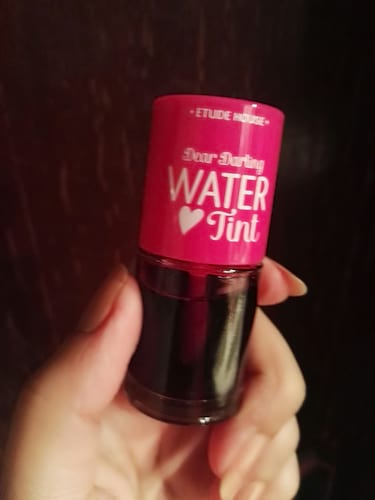 • ETUDE HOUSE •
Dear Darling
WATER
Tint